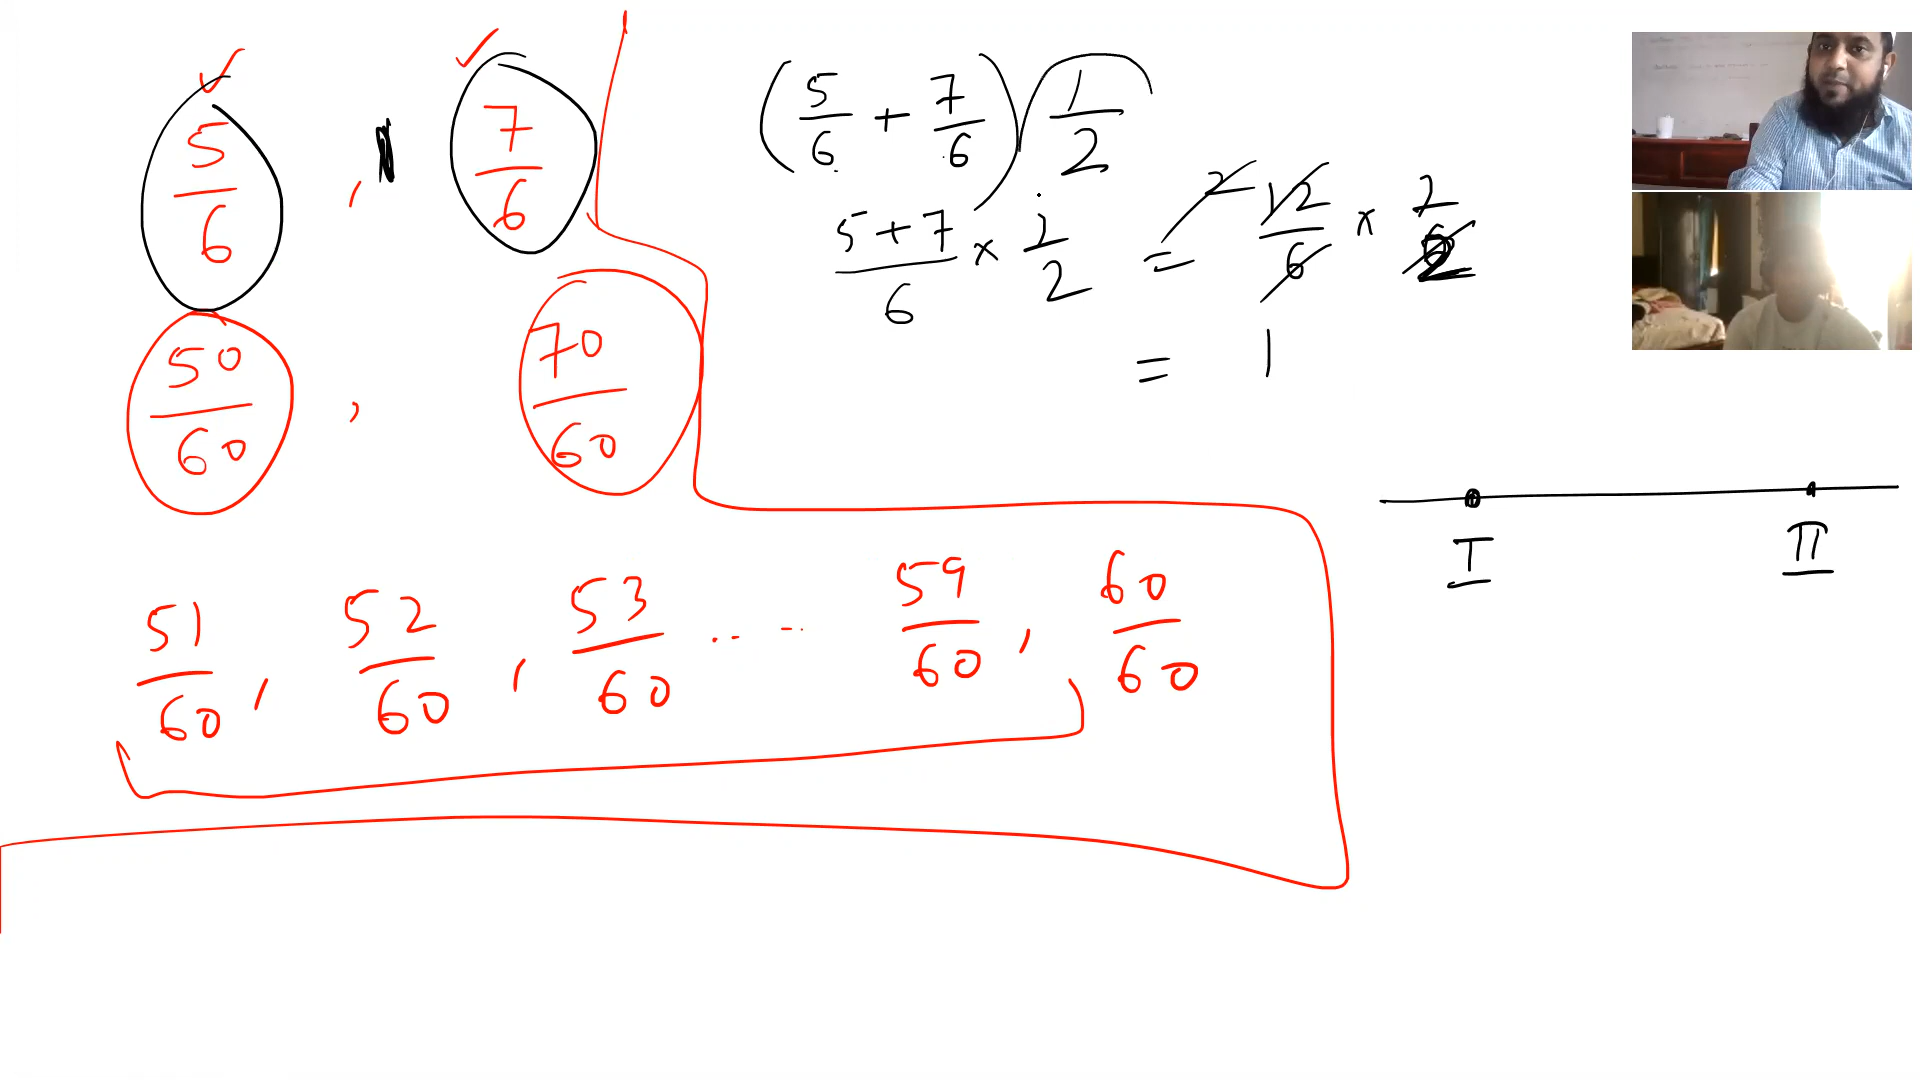 5/6 , 7/6
50/60 , 70/60
51/60 , 52/60 , 53/60 ..... 59/60 , 60/60
(5/6 + 7/6) 1/2
(5+7)/6 × 1/2 = 12/6 × 1/2
2
= 1
I II